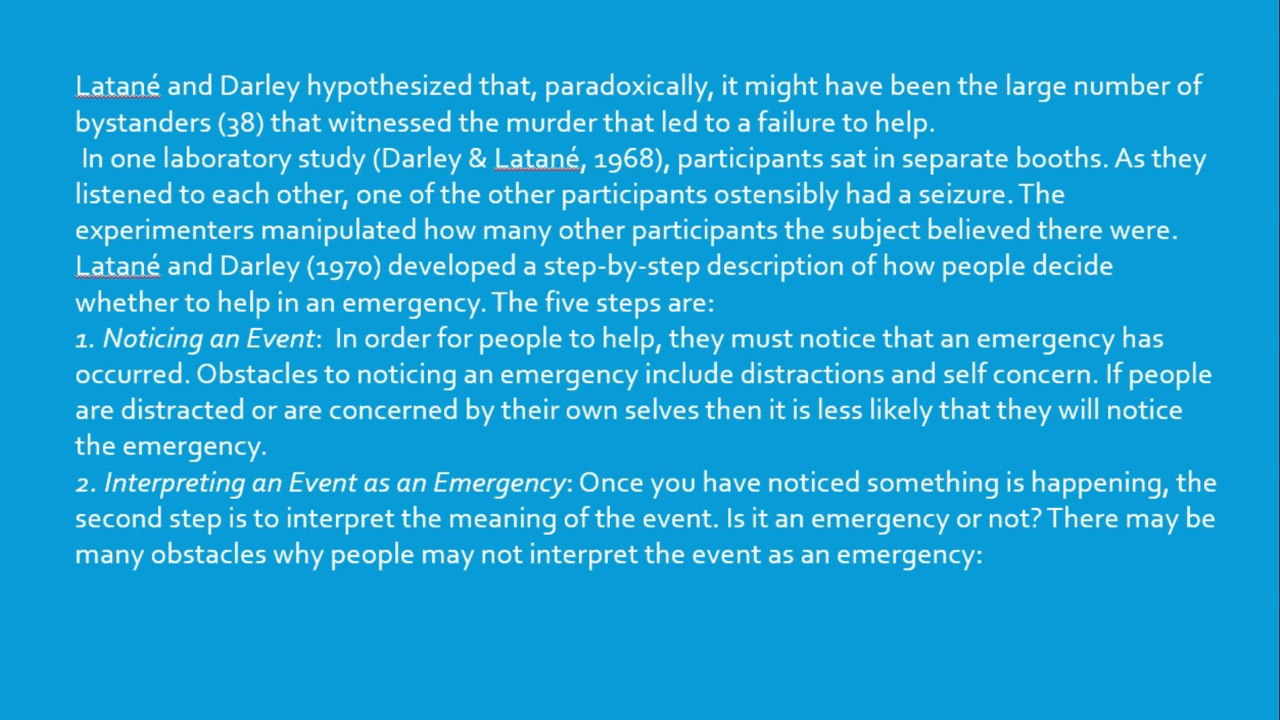 Latané and Darley hypothesized that, paradoxically, it might have been the large number of
bystanders (38) that witnessed the murder that led to a failure to help.
In one laboratory study (Darley & Latané, 1968), participants sat in separate booths. As they
listened to each other, one of the other participants ostensibly had a seizure. The
experimenters manipulated how many other participants the subject believed there were.
Latané and Darley (1970) developed a step-by-step description of how people decide
whether to help in an emergency. The five steps are:
1. Noticing an Event: In order for people to help, they must notice that an emergency has
occurred. Obstacles to noticing an emergency include distractions and self concern. If people
are distracted or are concerned by their own selves then it is less likely that they will notice
the emergency.
2. Interpreting an Event as an Emergency: Once you have noticed something is happening, the
second step is to interpret the meaning of the event. Is it an emergency or not? There may be
many obstacles why people may not interpret the event as an emergency: